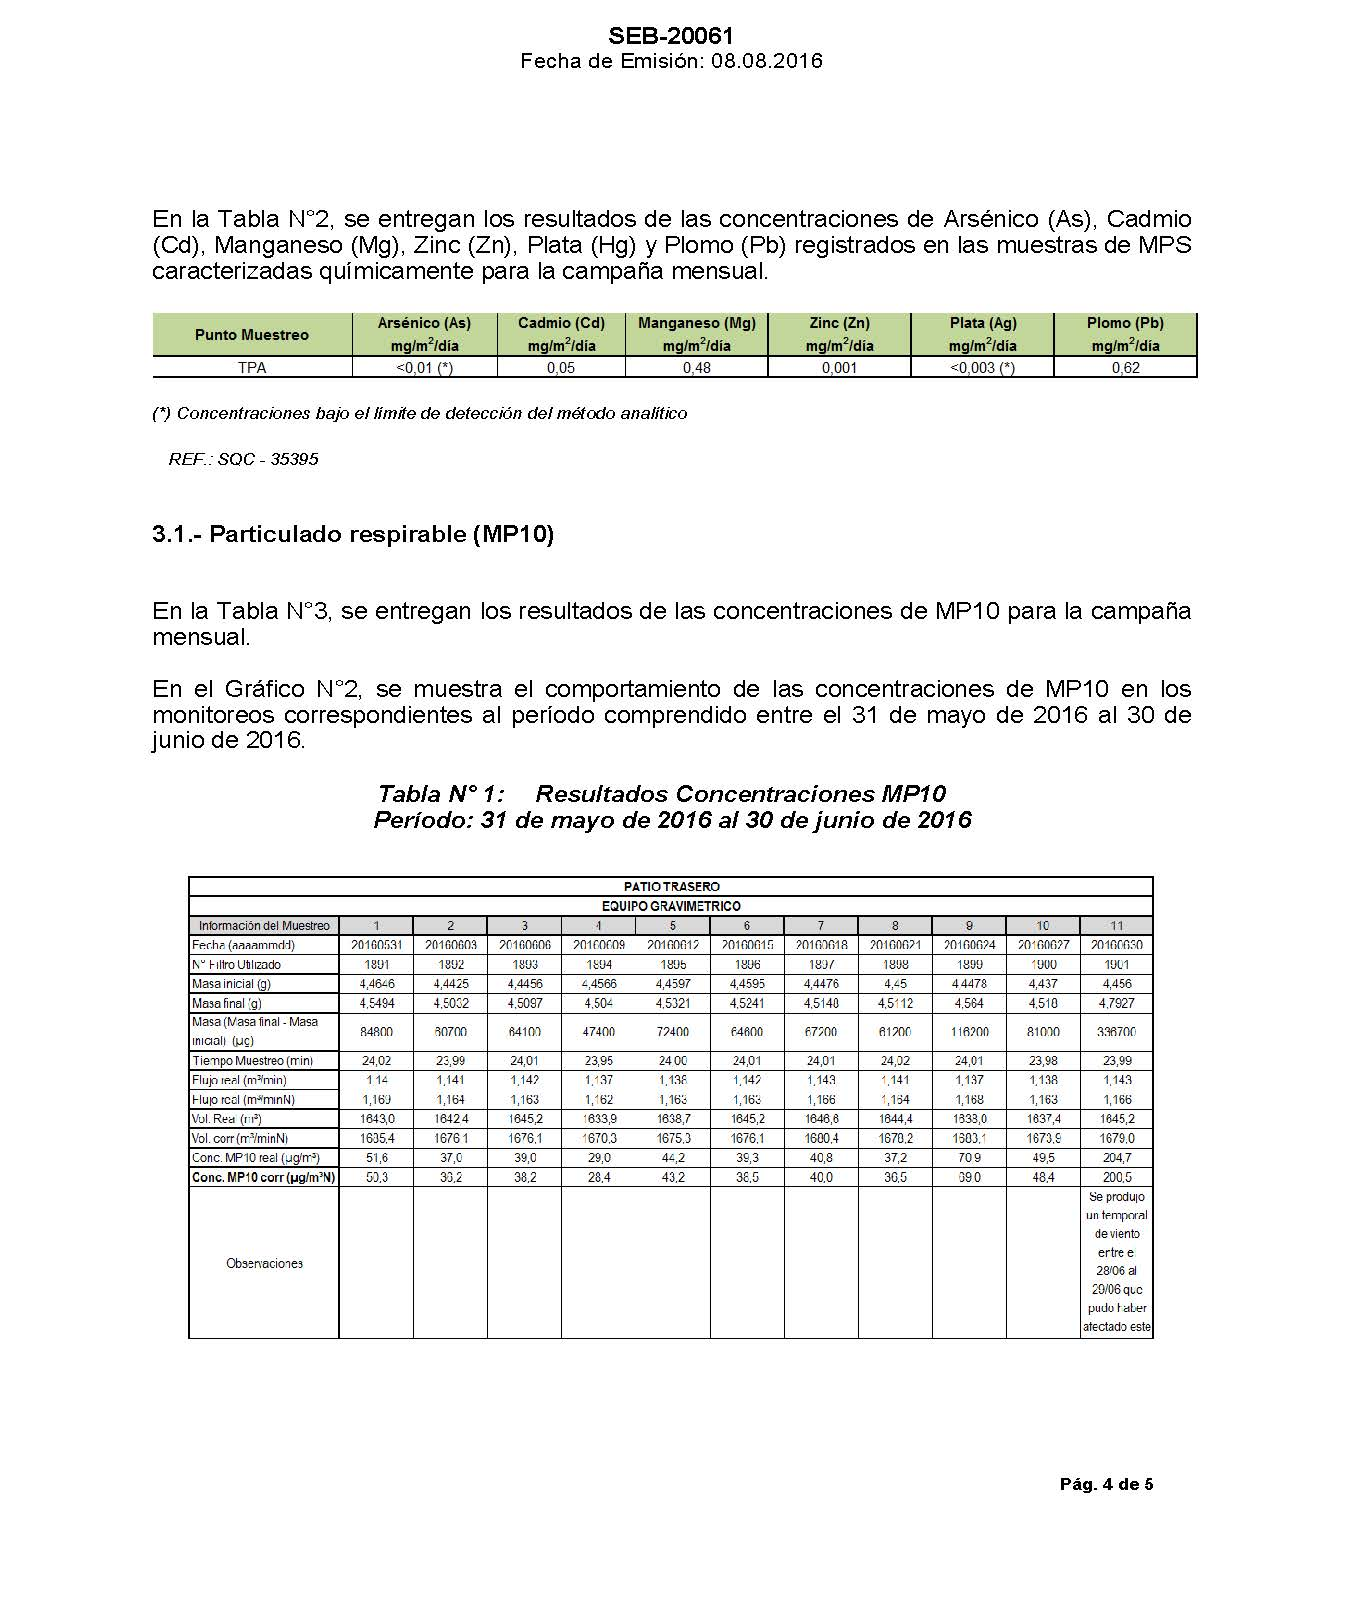 SEB-20061
Fecha de Emisión: 08.08.2016
En la Tabla N°2, se entregan los resultados de las concentraciones de Arsénico (As), Cadmio
(Cd), Manganeso (Mg), Zinc (Zn), Plata (Hg) y Plomo (Pb) registrados en las muestras de MPS
caracterizadas químicamente para la campaña mensual.
Punto Muestreo Arsénico (As) mg/m²/día Cadmio (Cd) mg/m²/día Manganeso (Mg) mg/m²/día Zinc (Zn) mg/m²/día Plata (Ag) mg/m²/día Plomo (Pb) mg/m²/día
TPA <0,01 (*) 0,05 0,48 0,001 <0,003 (*) 0,62
(*) Concentraciones bajo el límite de detección del método analítico
REF.: SQC - 35395
3.1.- Particulado respirable (MP10)
En la Tabla N°3, se entregan los resultados de las concentraciones de MP10 para la campaña
mensual.
En el Gráfico N°2, se muestra el comportamiento de las concentraciones de MP10 en los
monitoreos correspondientes al período comprendido entre el 31 de mayo de 2016 al 30 de
junio de 2016.
Tabla N° 1: Resultados Concentraciones MP10
Período: 31 de mayo de 2016 al 30 de junio de 2016
PATIO TRASERO
EQUIPO GRAVIMETRICO
Información del Muestreo 1 2 3 4 5 6 7 8 9 10 11
Fecha (aaaammdd) 20160531 20160603 20160606 20160609 20160612 20160615 20160618 20160621 20160624 20160627 20160630
N° Filtro Utilizado 1891 1892 1893 1894 1895 1896 1897 1898 1899 1900 1901
Masa inicial (g) 4,4646 4,4425 4,4456 4,4566 4,4597 4,4595 4,4476 4,45 4,4478 4,437 4,456
Masa final (g) 4,5494 4,5032 4,5097 4,504 4,5321 4,5241 4,5148 4,5112 4,564 4,518 4,7927
Masa (Masa final - Masa
inicial) (µg) 84800 60700 64100 47400 72400 64600 67200 61200 116200 81000 336700
Tiempo Muestreo (min) 24,02 23,99 24,01 23,95 24,00 24,01 24,01 24,02 24,01 23,98 23,99
Flujo real (m³/min) 1,14 1,141 1,142 1,137 1,138 1,142 1,143 1,141 1,137 1,138 1,143
Flujo real (m³/minN) 1,169 1,164 1,163 1,162 1,163 1,163 1,166 1,164 1,168 1,163 1,166
Vol. Real (m³) 1643,0 1642,4 1645,2 1633,9 1638,7 1645,2 1646,6 1644,4 1638,0 1637,4 1645,2
Vol. corr (m³/minN) 1685,4 1676,1 1676,1 1670,3 1675,3 1676,1 1680,4 1678,2 1683,1 1673,9 1679,0
Conc. MP10 real (µg/m³) 51,6 37,0 39,0 29,0 44,2 39,3 40,8 37,2 70,9 49,5 204,7
Conc. MP10 corr (µg/m³N) 50,3 36,2 38,2 28,4 43,2 38,5 40,0 36,5 69,0 48,4 200,5
Observaciones
Se produjo
un temporal
de viento
entre el
28/06 al
29/06 que
pudo haber
afectado este
Pág. 4 de 5